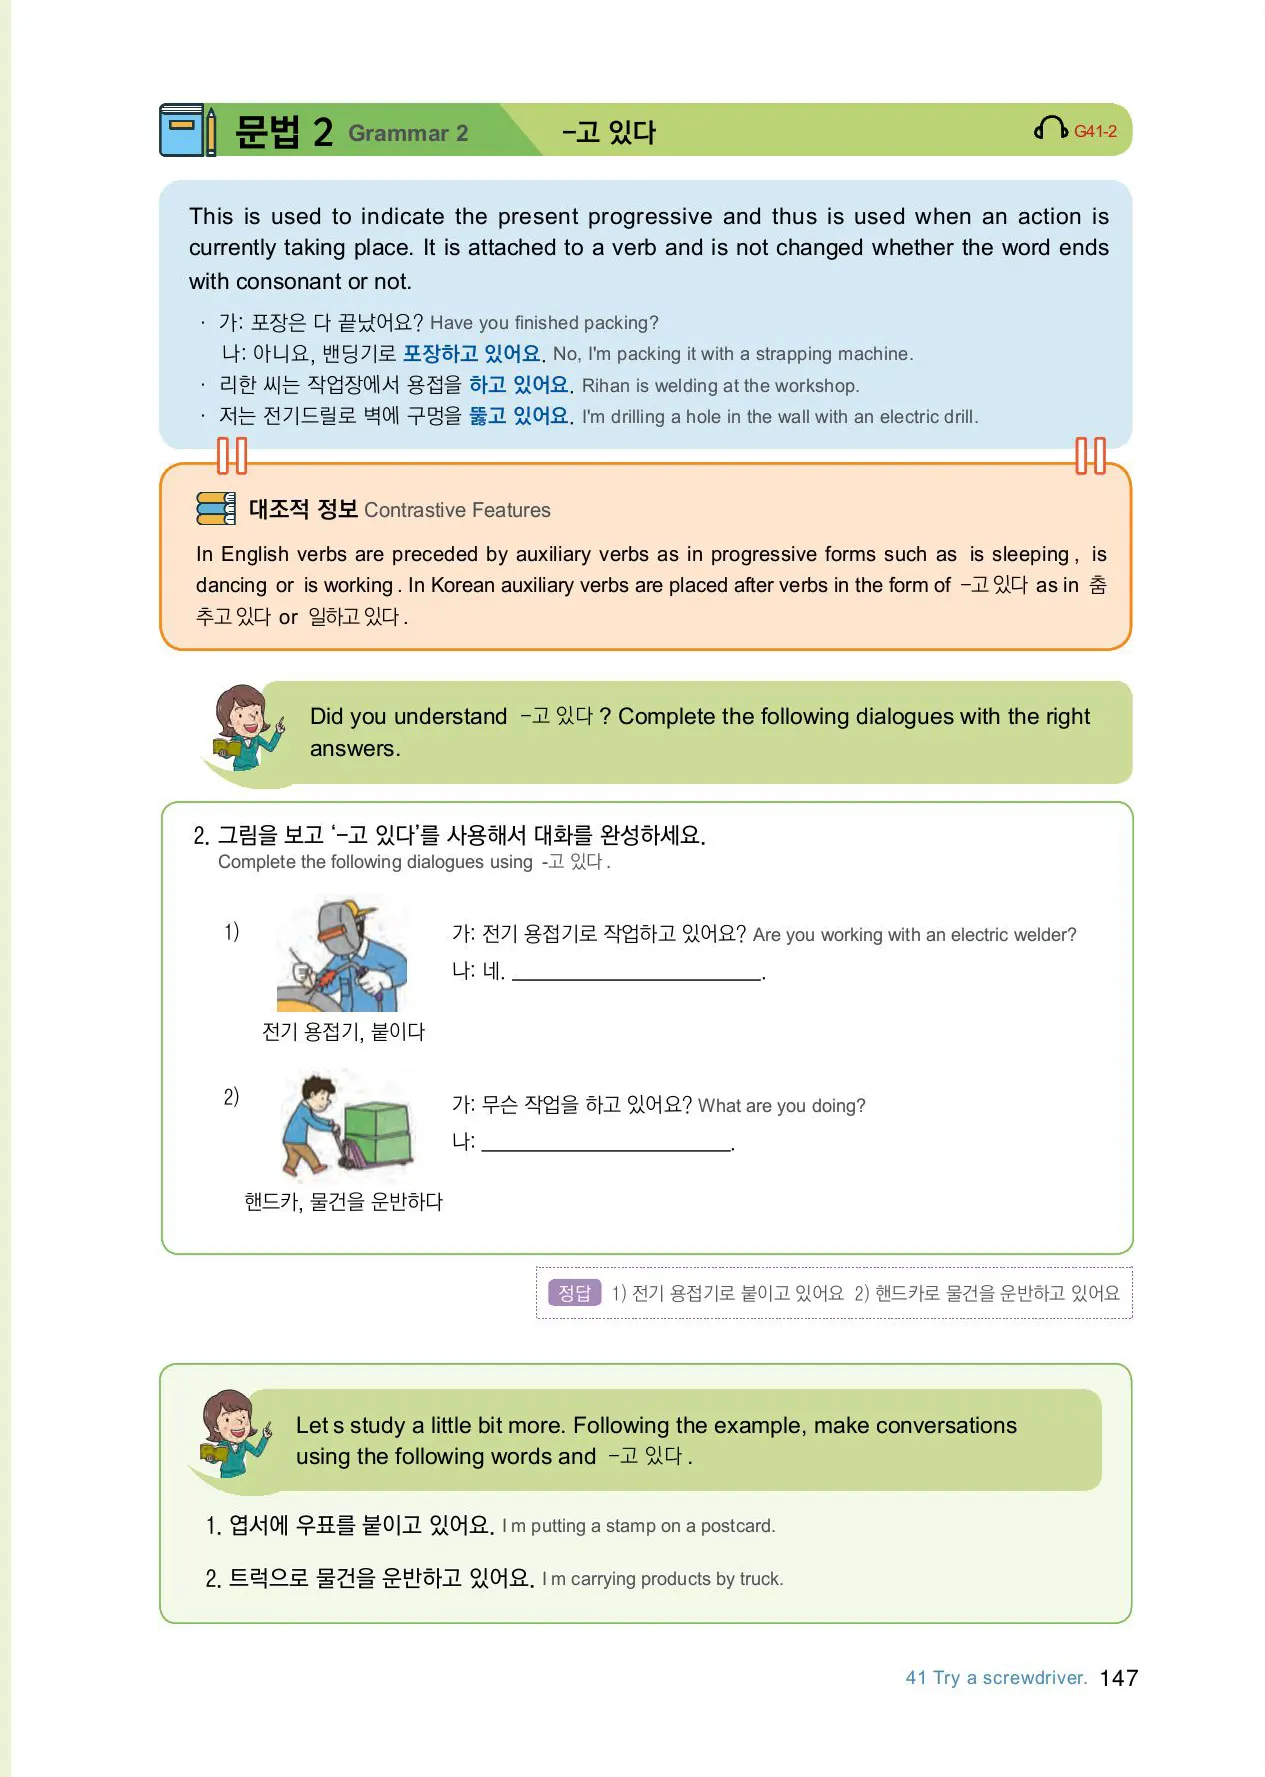 문법 2 Grammar 2 -고 있다 G41-2
This is used to indicate the present progressive and thus is used when an action is
currently taking place. It is attached to a verb and is not changed whether the word ends
with consonant or not.
· 가: 포장은 다 끝났어요? Have you finished packing?
나: 아니요, 밴딩기로 포장하고 있어요. No, I'm packing it with a strapping machine.
· 리한 씨는 작업장에서 용접을 하고 있어요. Rihan is welding at the workshop.
· 저는 전기드릴로 벽에 구멍을 뚫고 있어요. I'm drilling a hole in the wall with an electric drill.
대조적 정보 Contrastive Features
In English verbs are preceded by auxiliary verbs as in progressive forms such as is sleeping , is
dancing or is working . In Korean auxiliary verbs are placed after verbs in the form of -고 있다 as in 춤
추고 있다 or 일하고 있다 .
Did you understand -고 있다 ? Complete the following dialogues with the right
answers.
2. 그림을 보고 ‘-고 있다’를 사용해서 대화를 완성하세요.
Complete the following dialogues using -고 있다 .
1)
가: 전기 용접기로 작업하고 있어요? Are you working with an electric welder?
나: 네. ______________________.
전기 용접기, 붙이다
2)
가: 무슨 작업을 하고 있어요? What are you doing?
나: ______________________.
핸드카, 물건을 운반하다
정답 1) 전기 용접기로 붙이고 있어요 2) 핸드카로 물건을 운반하고 있어요
Let s study a little bit more. Following the example, make conversations
using the following words and -고 있다 .
1. 엽서에 우표를 붙이고 있어요. I m putting a stamp on a postcard.
2. 트럭으로 물건을 운반하고 있어요. I m carrying products by truck.
41 Try a screwdriver. 147